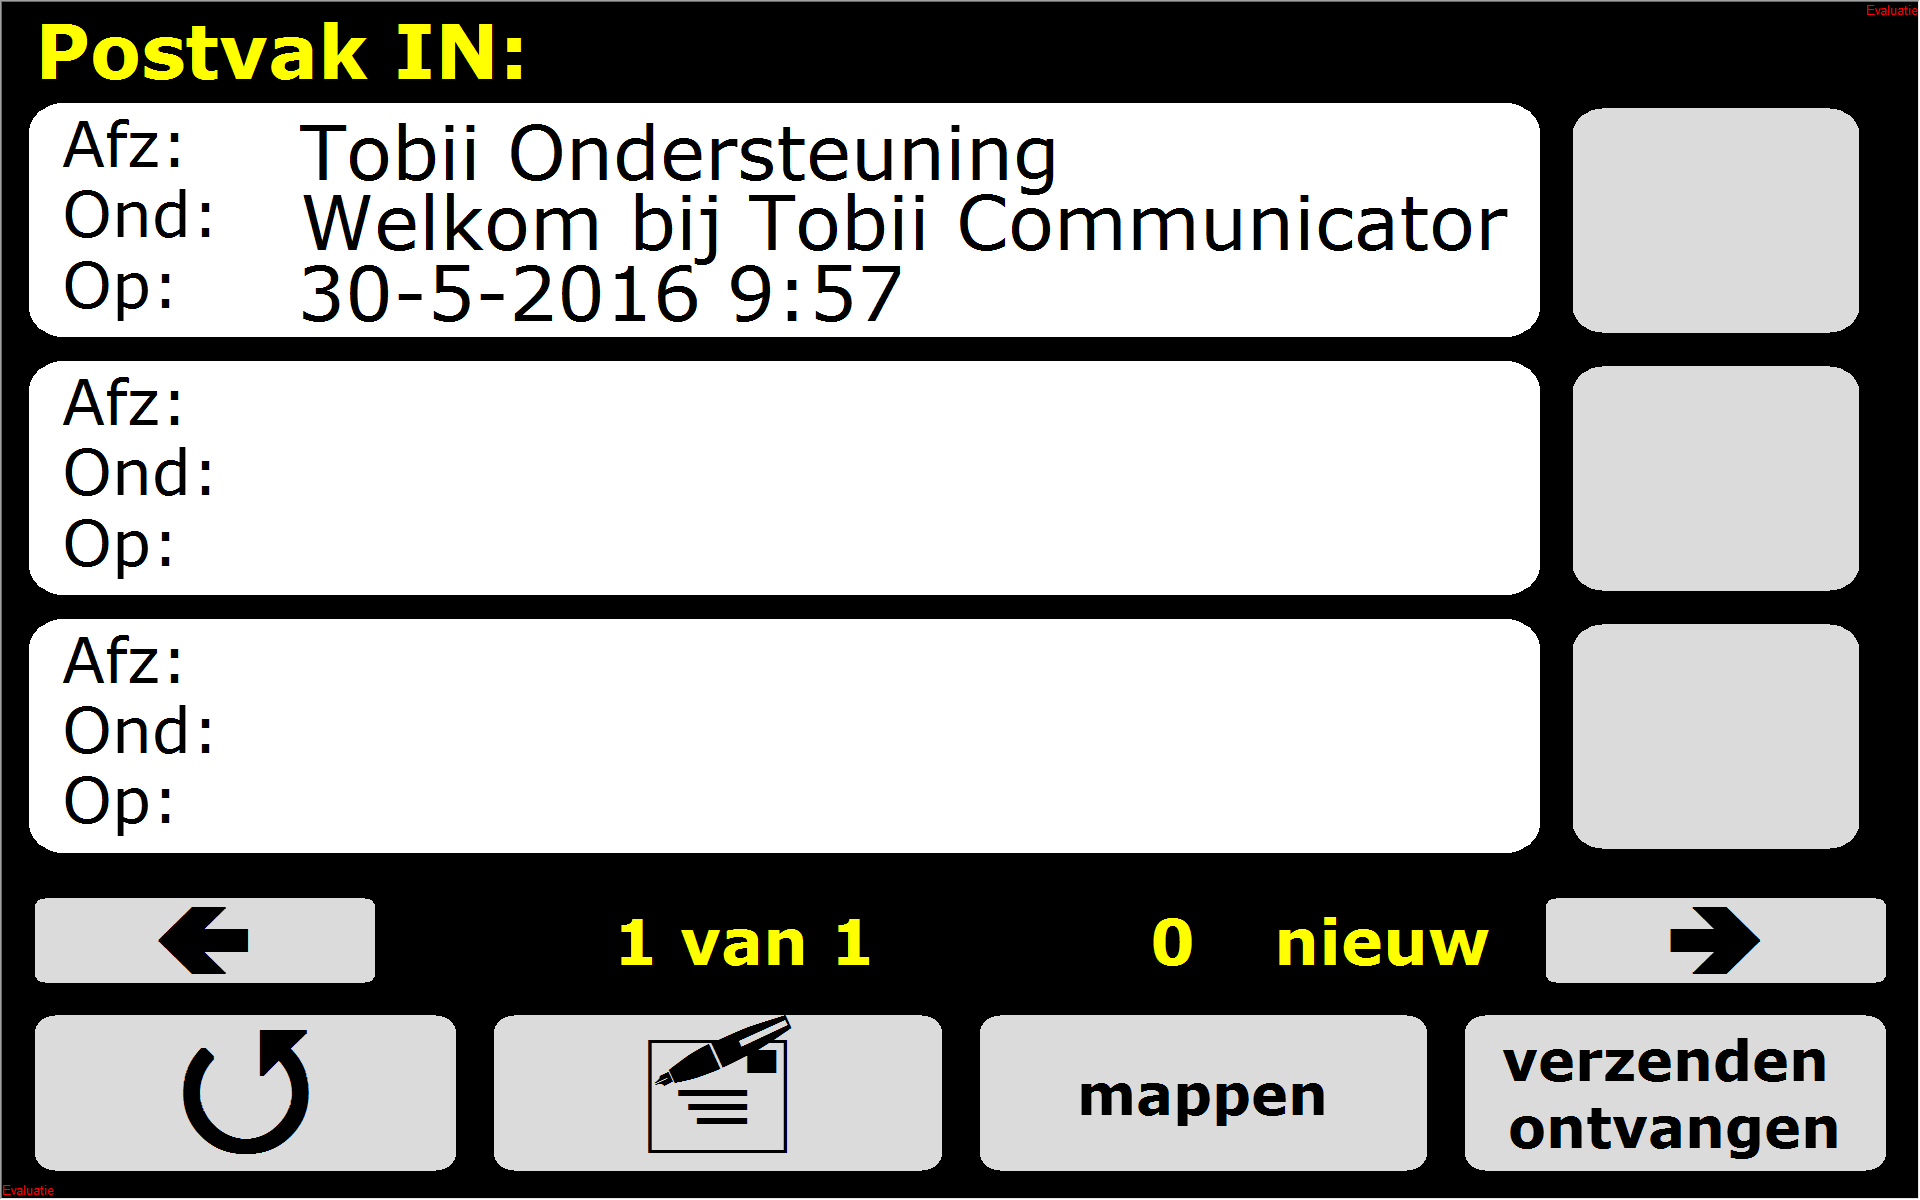 Evaluatie
Postvak IN:
Afz: Tobii Ondersteuning
Ond: Welkom bij Tobii Communicator
Op: 30-5-2016 9:57
Afz:
Ond:
Op:
Afz:
Ond:
Op:
1 van 1 0 nieuw
mappen
verzenden
ontvangen
Evaluatie